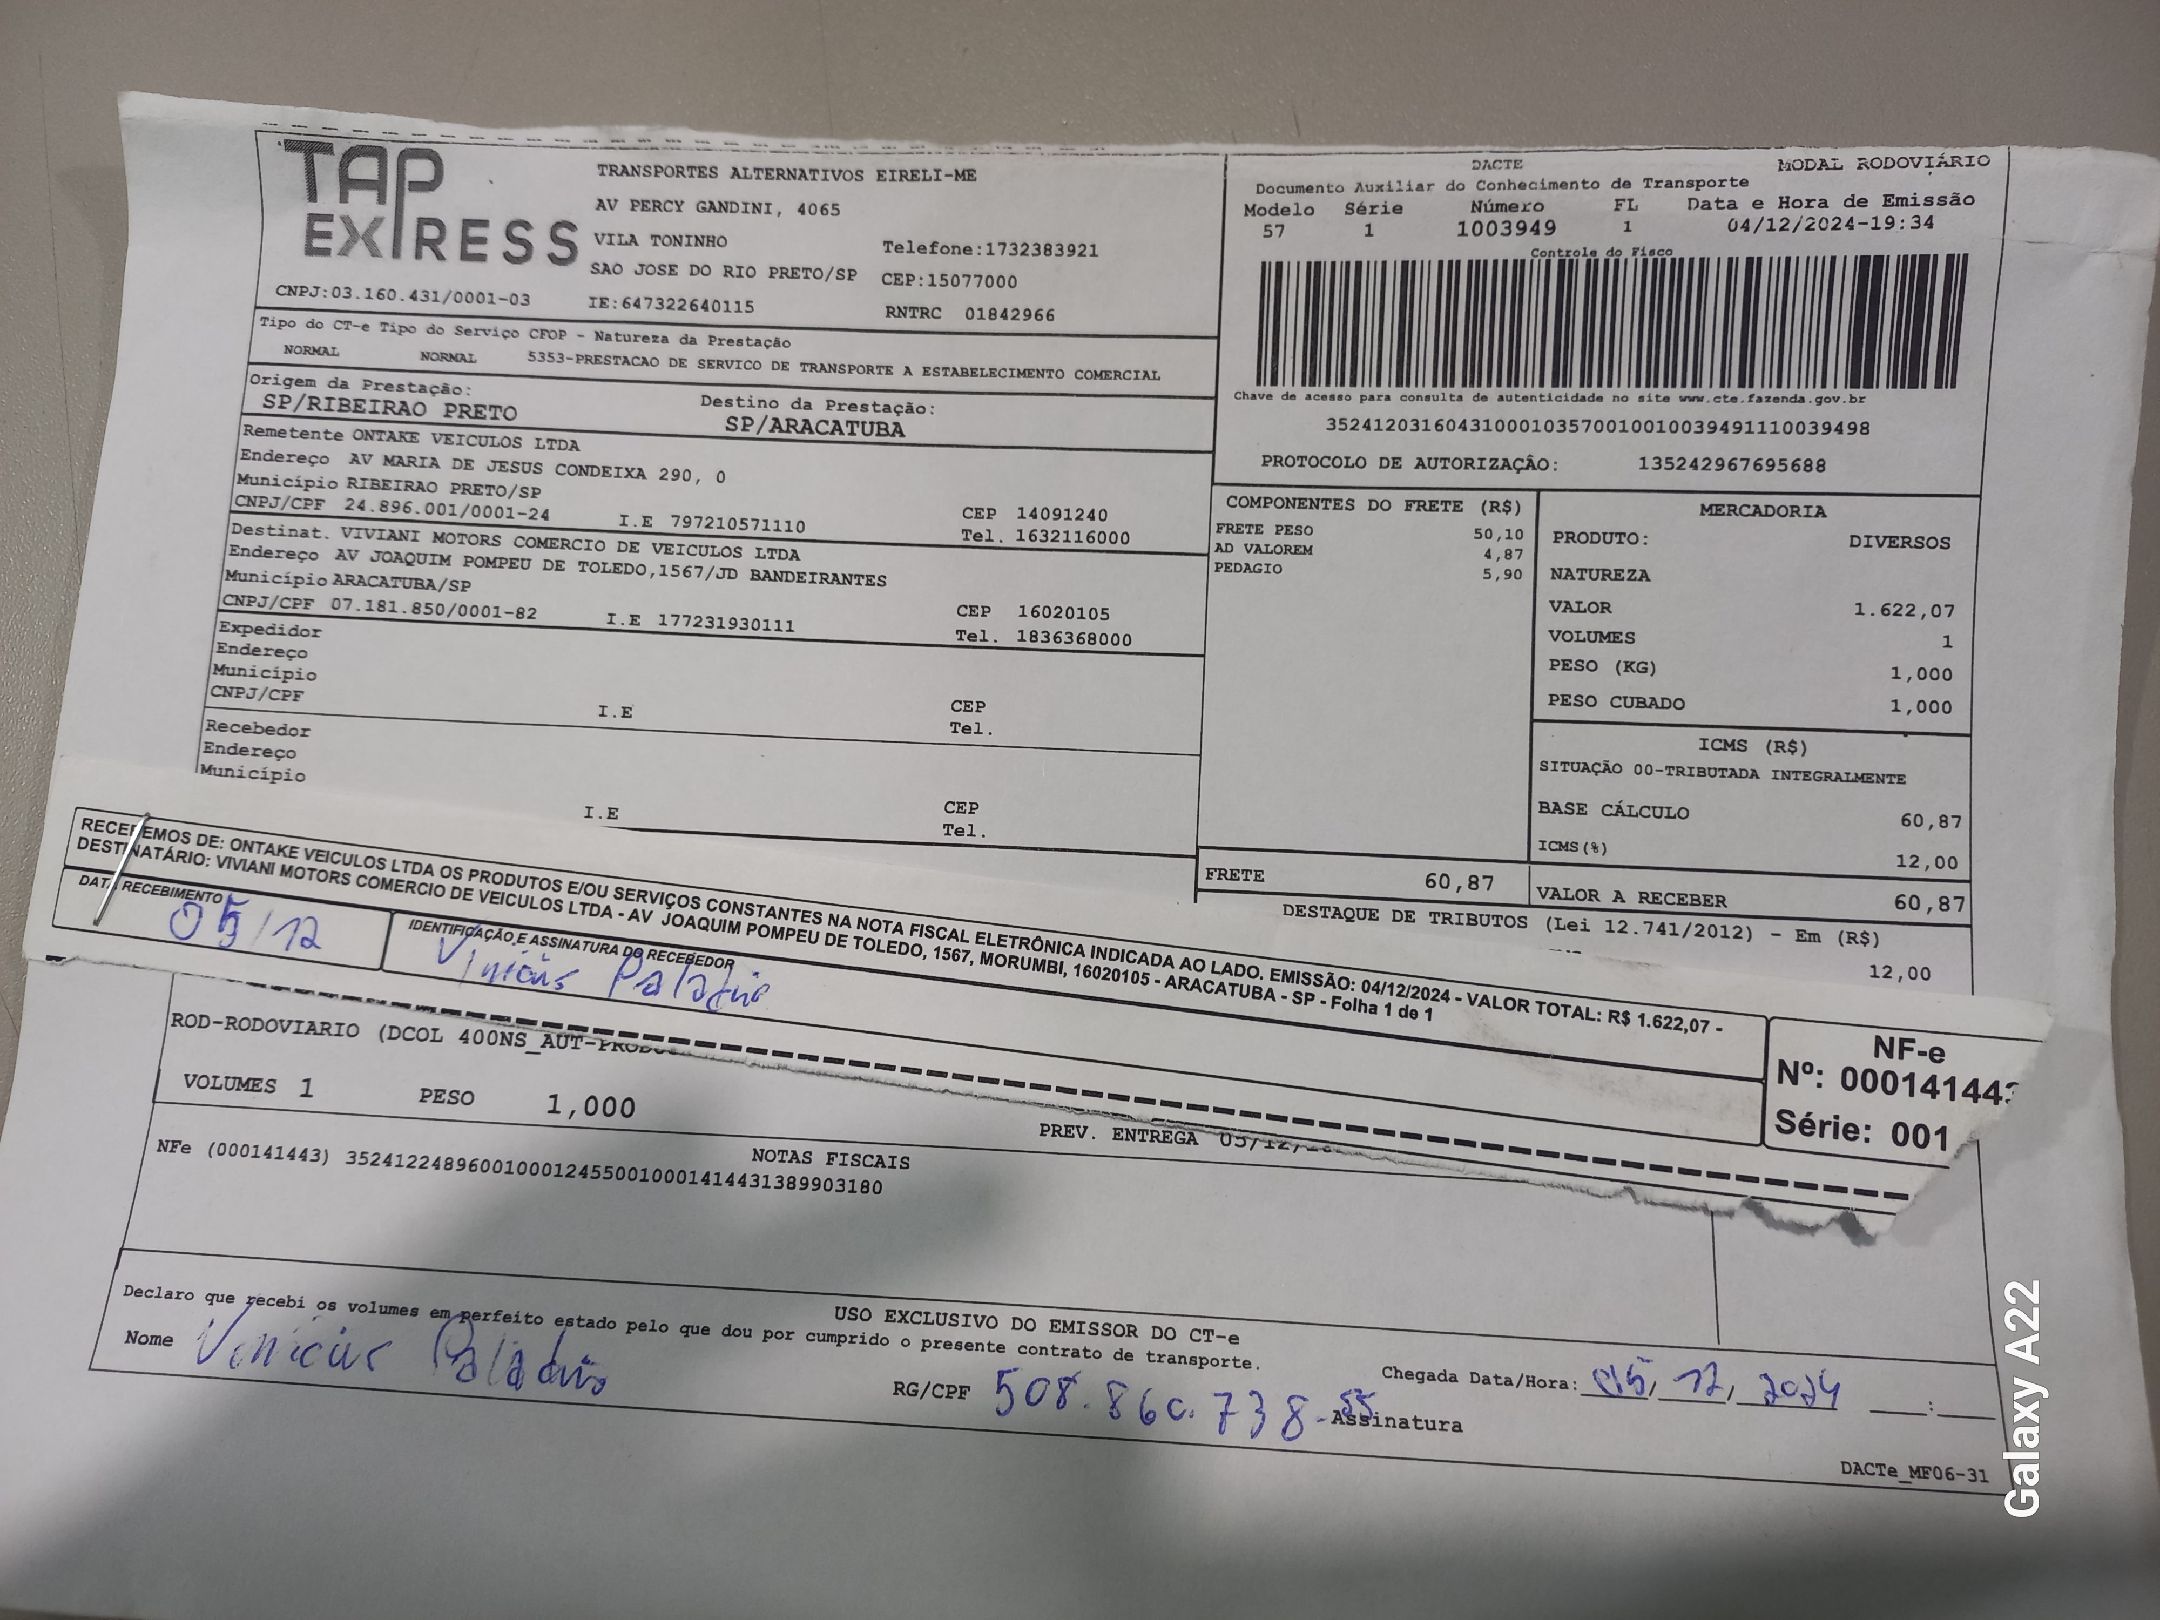 TAP EXPRESS
TRANSPORTES ALTERNATIVOS EIRELI-ME
AV PERCY GANDINI, 4065
VILA TONINHO
Telefone:1732383921
SAO JOSE DO RIO PRETO/SP CEP:15077000
CNPJ:03.160.431/0001-03 IE:647322640115 RNTRC 01842966
DACTE MODAL RODOVIÁRIO
Documento Auxiliar do Conhecimento de Transporte
Modelo Série Número FL Data e Hora de Emissão
57 1 1003949 1 04/12/2024-19:34
Controle do Fisco
Chave de acesso para consulta de autenticidade no site www.cte.fazenda.gov.br
35241203160431000103570010010039491110039498
PROTOCOLO DE AUTORIZAÇÃO: 135242967695688
Tipo do CT-e Tipo do Serviço CFOP - Natureza da Prestação
NORMAL NORMAL 5353-PRESTACAO DE SERVICO DE TRANSPORTE A ESTABELECIMENTO COMERCIAL
Origem da Prestação: Destino da Prestação:
SP/RIBEIRAO PRETO SP/ARACATUBA
Remetente ONTAKE VEICULOS LTDA
Endereço AV MARIA DE JESUS CONDEIXA 290, 0
Município RIBEIRAO PRETO/SP CEP 14091240
CNPJ/CPF 24.896.001/0001-24 I.E 797210571110 Tel. 1632116000
Destinat. VIVIANI MOTORS COMERCIO DE VEICULOS LTDA
Endereço AV JOAQUIM POMPEU DE TOLEDO,1567/JD BANDEIRANTES
Município ARACATUBA/SP CEP 16020105
CNPJ/CPF 07.181.850/0001-82 I.E 177231930111 Tel. 1836368000
Expedidor
Endereço
Município CEP
CNPJ/CPF I.E Tel.
Recebedor
Endereço
Município CEP
I.E Tel.
COMPONENTES DO FRETE (R$)
FRETE PESO 50,10
AD VALOREM 4,87
PEDAGIO 5,90
MERCADORIA
PRODUTO: DIVERSOS
NATUREZA
VALOR 1.622,07
VOLUMES 1
PESO (KG) 1,000
PESO CUBADO 1,000
ICMS (R$)
SITUAÇÃO 00-TRIBUTADA INTEGRALMENTE
BASE CÁLCULO 60,87
ICMS(%) 12,00
FRETE 60,87 VALOR A RECEBER 60,87
DESTAQUE DE TRIBUTOS (Lei 12.741/2012) - Em (R$)
12,00
RECEBEMOS DE: ONTAKE VEICULOS LTDA OS PRODUTOS E/OU SERVIÇOS CONSTANTES NA NOTA FISCAL ELETRÔNICA INDICADA AO LADO. EMISSÃO: 04/12/2024 - VALOR TOTAL: R$ 1.622,07 -
DESTINATÁRIO: VIVIANI MOTORS COMERCIO DE VEICULOS LTDA - AV JOAQUIM POMPEU DE TOLEDO, 1567, MORUMBI, 16020105 - ARACATUBA - SP - Folha 1 de 1
DATA RECEBIMENTO IDENTIFICAÇÃO E ASSINATURA DO RECEBEDOR
05/12 Vinicius Paladino
NF-e
Nº: 000141443
Série: 001
ROD-RODOVIARIO (DCOL 400NS_AUT-
VOLUMES 1 PESO 1,000 PREV. ENTREGA 05/12/
NOTAS FISCAIS
NFe (000141443) 35241224896001000124550010001414431389903180
USO EXCLUSIVO DO EMISSOR DO CT-e
Declaro que recebi os volumes em perfeito estado pelo que dou por cumprido o presente contrato de transporte.
Nome Vinicius Paladino RG/CPF 508.860.738-55 Chegada Data/Hora: 05, 12, 2024 :
Assinatura
DACTe_MF06-31
Galaxy A22